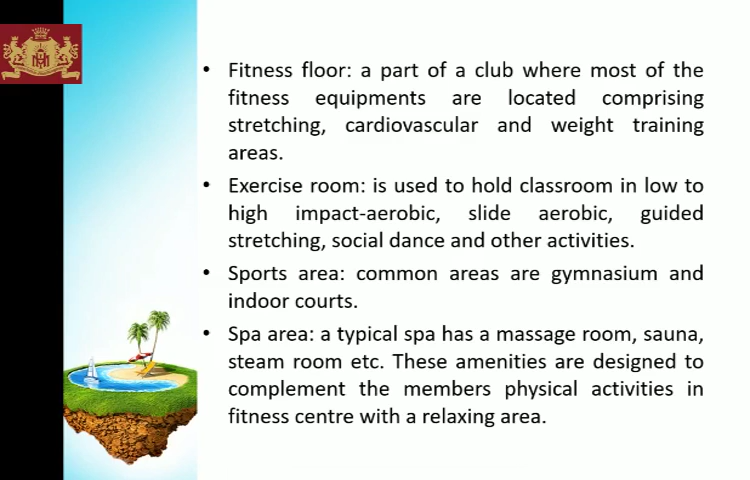 • Fitness floor: a part of a club where most of the
fitness equipments are located comprising
stretching, cardiovascular and weight training
areas.
• Exercise room: is used to hold classroom in low to
high impact-aerobic, slide aerobic, guided
stretching, social dance and other activities.
• Sports area: common areas are gymnasium and
indoor courts.
• Spa area: a typical spa has a massage room, sauna,
steam room etc. These amenities are designed to
complement the members physical activities in
fitness centre with a relaxing area.